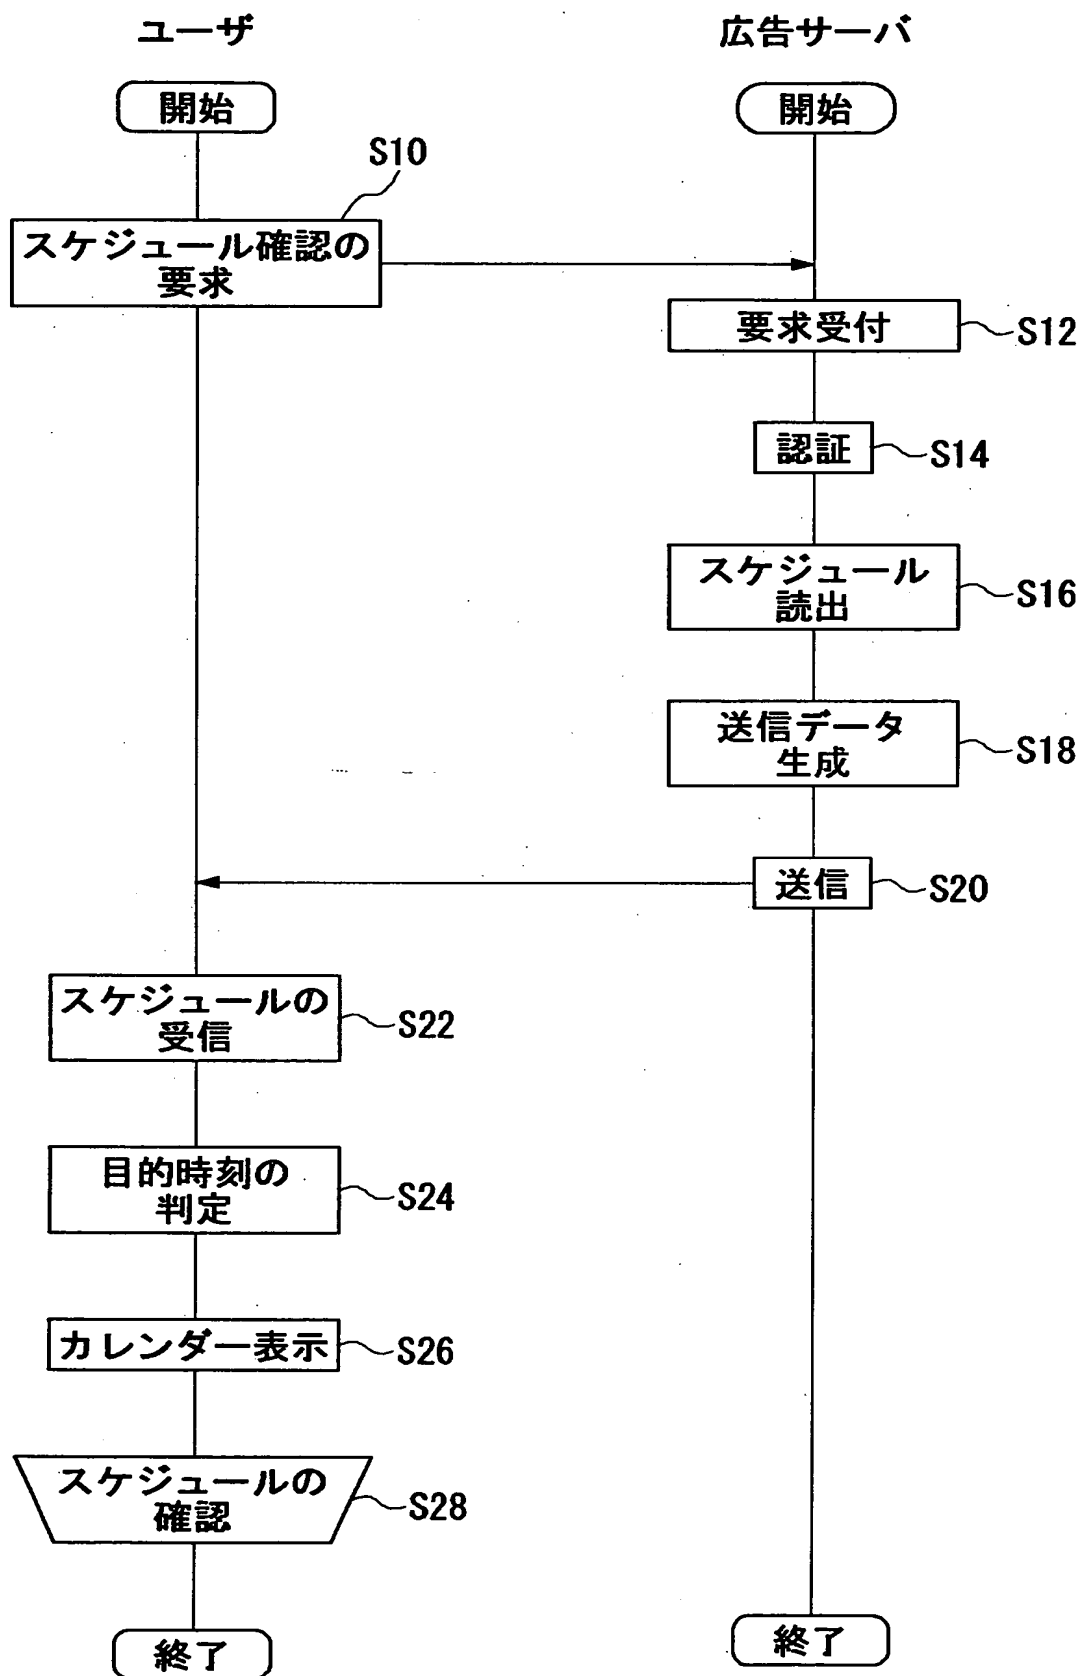 ユーザ
広告サーバ
開始
開始
S10
スケジュール確認の
要求
要求受付
S12
認証
S14
スケジュール
読出
S16
送信データ
生成
S18
送信
S20
スケジュールの
受信
S22
目的時刻の
判定
S24
カレンダー表示
S26
スケジュールの
確認
S28
終了
終了